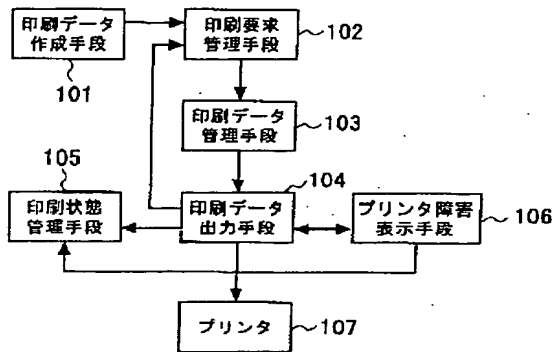 印刷データ
作成手段
101
印刷要求
管理手段
102
印刷データ
管理手段
103
105
印刷状態
管理手段
104
印刷データ
出力手段
プリンタ障害
表示手段
106
プリンタ
107